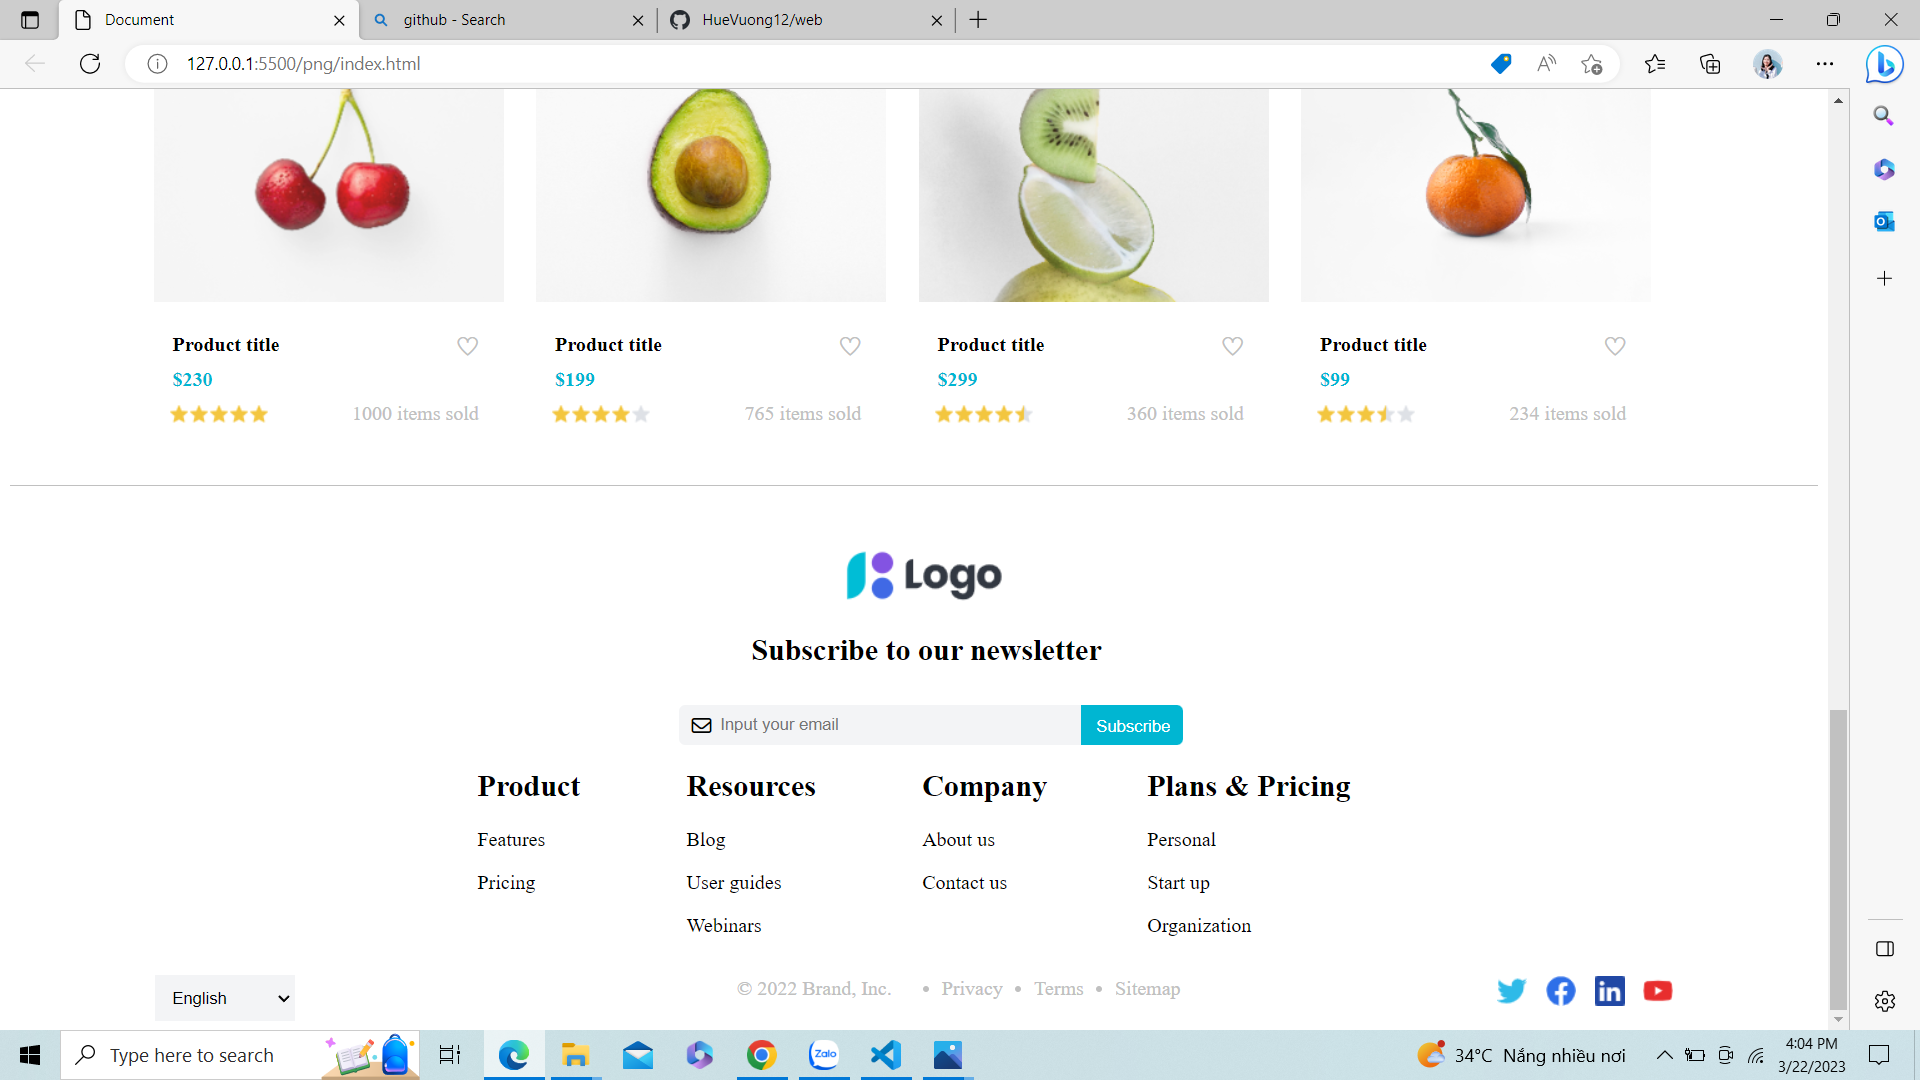 Document
github - Search
HueVuong12/web
127.0.0.1:5500/png/index.html
Product title
Product title
Product title
Product title
$230
$199
$299
$99
1000 items sold
765 items sold
360 items sold
234 items sold
Logo
Subscribe to our newsletter
Input your email
Subscribe
Product
Resources
Company
Plans & Pricing
Features
Blog
About us
Personal
Pricing
User guides
Contact us
Start up
Webinars
Organization
English
© 2022 Brand, Inc. • Privacy • Terms • Sitemap
Type here to search
Zalo
34°C Nắng nhiều nơi
4:04 PM
3/22/2023